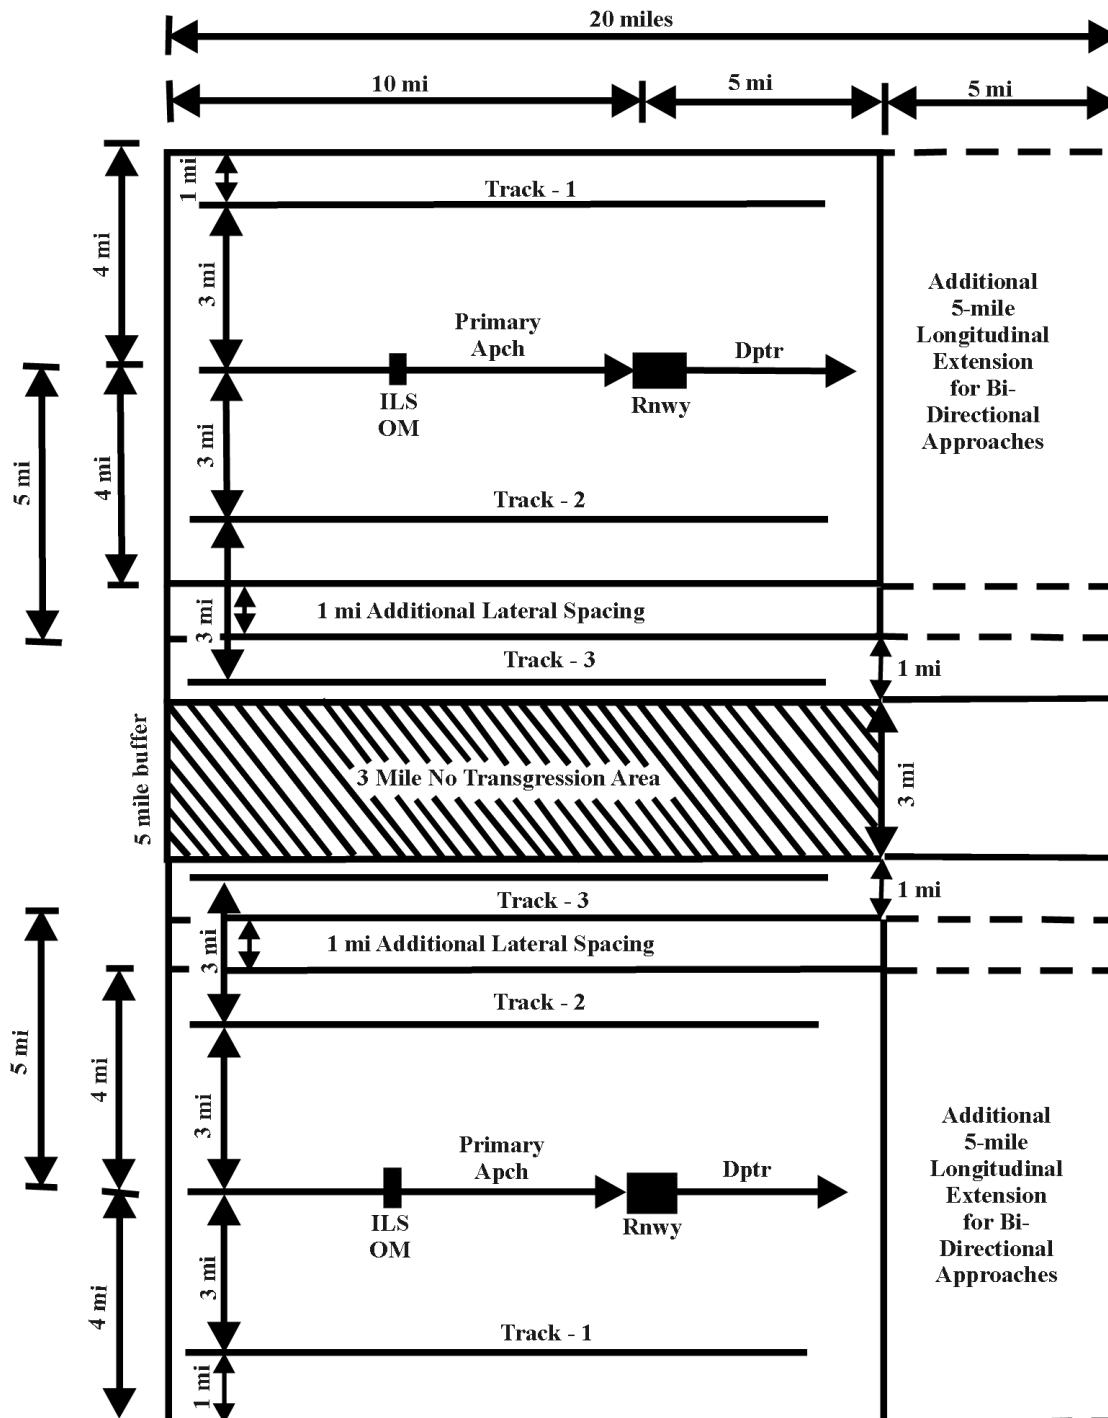 20 miles
10 mi
5 mi
5 mi
1 mi
Track - 1
4 mi
3 mi
Additional
5-mile
Longitudinal
Extension
for Bi-
Directional
Approaches
Primary
Apch
Dptr
ILS
OM
Rnwy
3 mi
4 mi
5 mi
Track - 2
1 mi Additional Lateral Spacing
3 mi
Track - 3
1 mi
5 mile buffer
3 Mile No Transgression Area
3 mi
Track - 3
1 mi
1 mi Additional Lateral Spacing
3 mi
Track - 2
5 mi
4 mi
3 mi
Primary
Apch
Dptr
ILS
OM
Rnwy
Additional
5-mile
Longitudinal
Extension
for Bi-
Directional
Approaches
3 mi
4 mi
Track - 1
1 mi